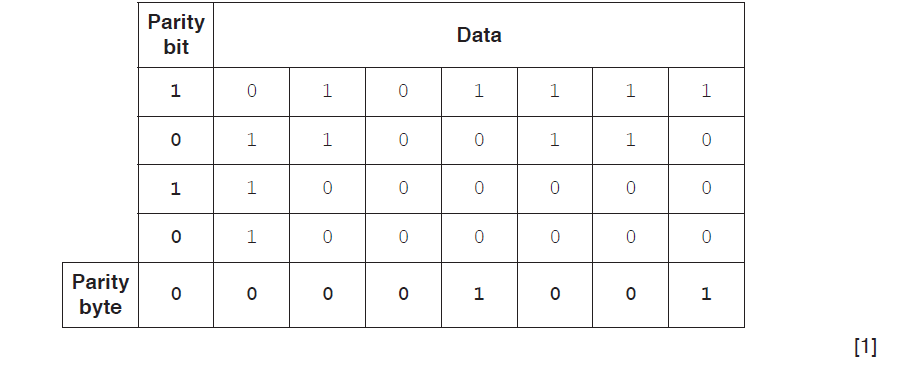 Parity bit Data
1 0 1 0 1 1 1 1
0 1 1 0 0 1 1 0
1 1 0 0 0 0 0 0
0 1 0 0 0 0 0 0
Parity byte 0 0 0 0 1 0 0 1
[1]